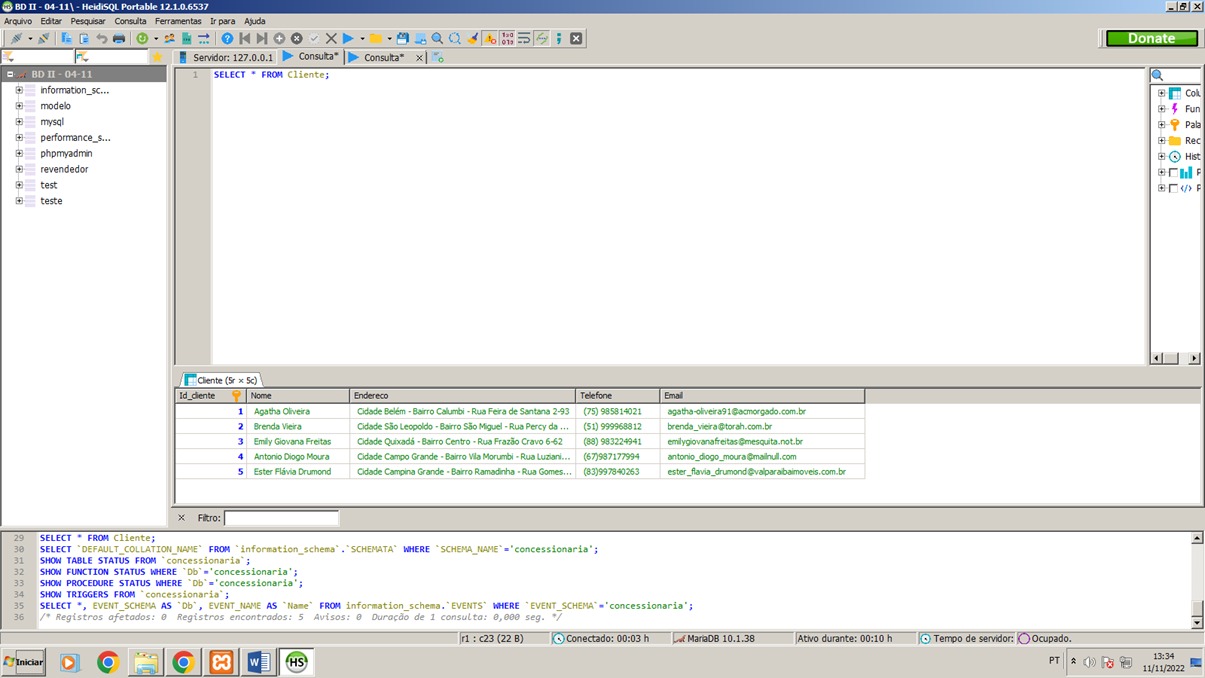 BD II - 04-11\ - HeidiSQL Portable 12.1.0.6537
Arquivo Editar Pesquisar Consulta Ferramentas Ir para Ajuda
Donate
Servidor: 127.0.0.1 Consulta* Consulta*
BD II - 04-11
information_sc...
modelo
mysql
performance_s...
phpmyadmin
revendedor
test
teste
1 SELECT * FROM Cliente;
Colu
Fun
Pala
Rec
Hist
P
P
Cliente (5r × 5c)
Id_cliente Nome Endereco Telefone Email
1 Agatha Oliveira Cidade Belém - Bairro Calumbi - Rua Feira de Santana 2-93 (75) 985814021 agatha-oliveira91@acmorgado.com.br
2 Brenda Vieira Cidade São Leopoldo - Bairro São Miguel - Rua Percy da ... (51) 999968812 brenda_vieira@torah.com.br
3 Emily Giovana Freitas Cidade Quixadá - Bairro Centro - Rua Frazão Cravo 6-62 (88) 983224941 emilygiovanafreitas@mesquita.not.br
4 Antonio Diogo Moura Cidade Campo Grande - Bairro Vila Morumbi - Rua Luziani... (67)987177994 antonio_diogo_moura@mailnull.com
5 Ester Flávia Drumond Cidade Campina Grande - Bairro Ramadinha - Rua Gomes... (83)997840263 ester_flavia_drumond@valparaibaimoveis.com.br
Filtro:
29 SELECT * FROM Cliente;
30 SELECT `DEFAULT_COLLATION_NAME` FROM `information_schema`.`SCHEMATA` WHERE `SCHEMA_NAME`='concessionaria';
31 SHOW TABLE STATUS FROM `concessionaria`;
32 SHOW FUNCTION STATUS WHERE `Db`='concessionaria';
33 SHOW PROCEDURE STATUS WHERE `Db`='concessionaria';
34 SHOW TRIGGERS FROM `concessionaria`;
35 SELECT *, EVENT_SCHEMA AS `Db`, EVENT_NAME AS `Name` FROM information_schema.`EVENTS` WHERE `EVENT_SCHEMA`='concessionaria';
36 /* Registros afetados: 0 Registros encontrados: 5 Avisos: 0 Duração de 1 consulta: 0,000 seg. */
r1 : c23 (22 B) Conectado: 00:03 h MariaDB 10.1.38 Ativo durante: 00:10 h Tempo de servidor: Ocupado.
Iniciar HS PT 13:34
11/11/2022